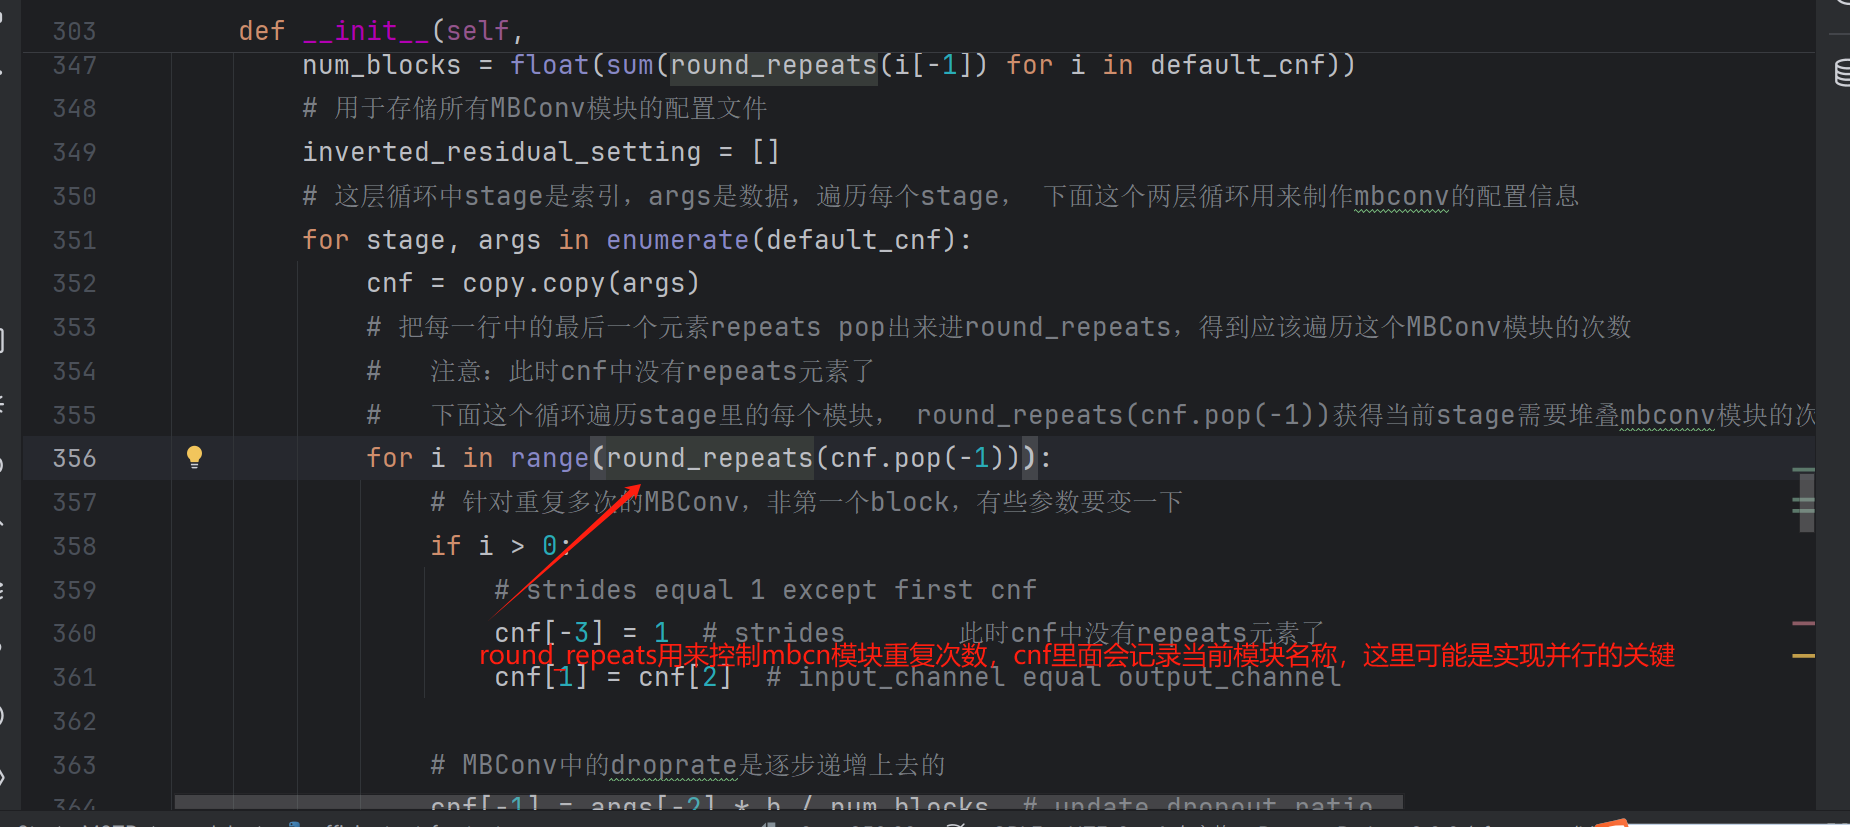 303 def __init__(self,
347 num_blocks = float(sum(round_repeats(i[-1]) for i in default_cnf))
348 # 用于存储所有MBConv模块的配置文件
349 inverted_residual_setting = []
350 # 这层循环中stage是索引，args是数据，遍历每个stage， 下面这个两层循环用来制作mbconv的配置信息
351 for stage, args in enumerate(default_cnf):
352 cnf = copy.copy(args)
353 # 把每一行中的最后一个元素repeats pop出来进round_repeats，得到应该遍历这个MBConv模块的次数
354 # 注意：此时cnf中没有repeats元素了
355 # 下面这个循环遍历stage里的每个模块， round_repeats(cnf.pop(-1))获得当前stage需要堆叠mbconv模块的次
356 for i in range(round_repeats(cnf.pop(-1))):
357 # 针对重复多次的MBConv，非第一个block，有些参数要变一下
358 if i > 0:
359 # strides equal 1 except first cnf
360 cnf[-3] = 1 # strides 此时cnf中没有repeats元素了
round_repeats用来控制mbcn模块重复次数，cnf里面会记录当前模块名称，这里可能是实现并行的关键
361 cnf[1] = cnf[2] # input_channel equal output_channel
362
363 # MBConv中的droprate是逐步递增上去的
364 cnf[-1] = args[-2] * b / num_blocks # update dropout ratio